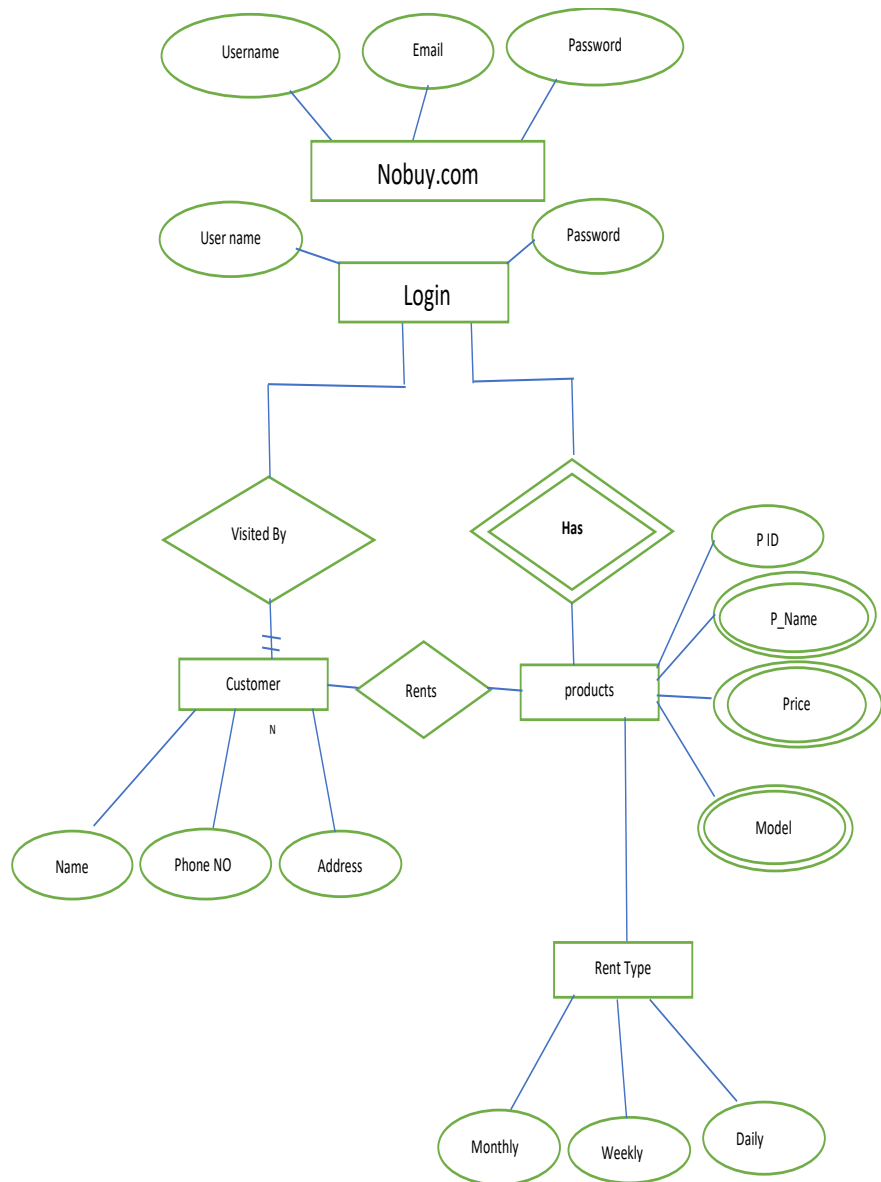 Username
Email
Password
Nobuy.com
User name
Password
Login
Visited By
Has
P ID
P_Name
Customer
Rents
products
Price
N
Model
Name
Phone NO
Address
Rent Type
Monthly
Weekly
Daily